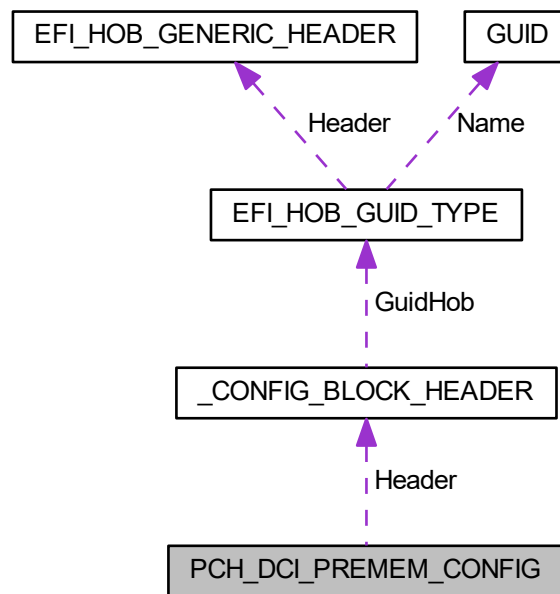 EFI_HOB_GENERIC_HEADER
GUID
Header
Name
EFI_HOB_GUID_TYPE
GuidHob
_CONFIG_BLOCK_HEADER
Header
PCH_DCI_PREMEM_CONFIG